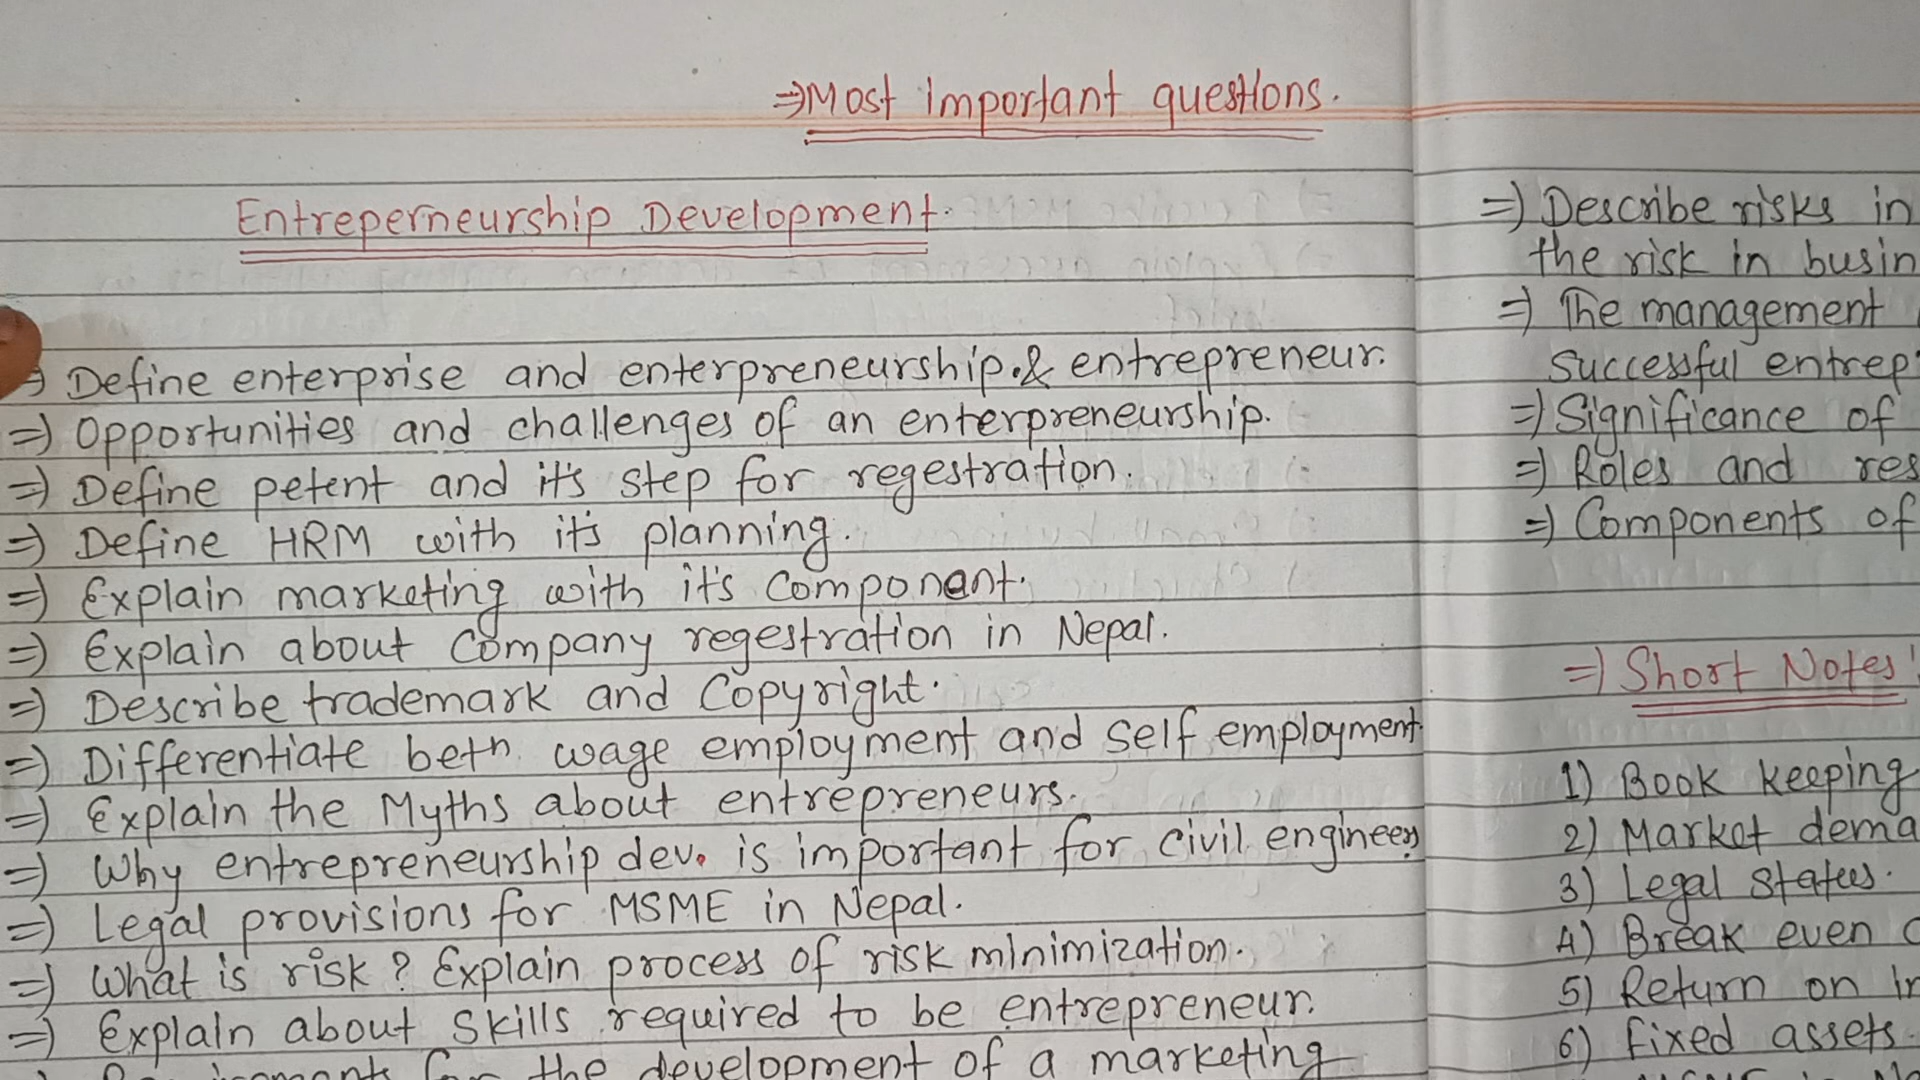 ⇒ Most important questions.
Entreperneurship Development.
⇒ Define enterprise and enterpreneurship.& entrepreneur.
⇒ Opportunities and challenges of an enterpreneurship.
⇒ Define petent and it's step for regestration.
⇒ Define HRM with it's planning.
⇒ Explain marketing with it's component.
⇒ Explain about Company regestration in Nepal.
⇒ Describe trademark and Copyright.
⇒ Differentiate betn wage employment and self employment
⇒ Explain the Myths about entrepreneurs.
⇒ Why entrepreneurship dev. is important for civil engineers
⇒ Legal provisions for MSME in Nepal.
⇒ What is risk? Explain process of risk minimization.
⇒ Explain about skills required to be entrepreneur.
for the development of a marketing
⇒ Describe risks in
the risk in busin
⇒ The management
Successful entrep
⇒ Significance of
⇒ Roles and res
⇒ Components of
⇒ Short Notes
1) Book keeping
2) Market dema
3) Legal states.
4) Break even
5) Return on in
6) Fixed assets.